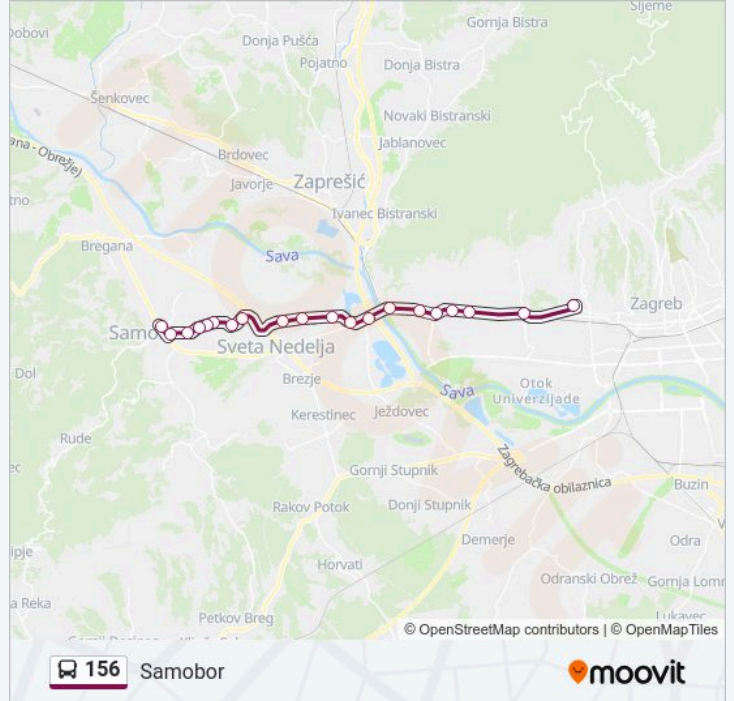 Sljeme
Gornja Bistra
Dobovi
Donja Pušća
Pojatno
Donja Bistra
Šenkovec
Novaki Bistranski
Jablanovec
ana - Obrežje)
Brdovec
Javorje
Zaprešić
Ivanec Bistranski
Bregana
Sava
Zagreb
Samo
Sveta Nedelja
Dol
Brezje
Sava
Otok
Univerzijade
Kerestinec
Ježdovec
Rude
Zagrebačka obilaznica
Gornji Stupnik
Buzin
Rakov Potok
Donji Stupnik
Demerje
Odra
Horvati
Odranski Obrež
Gornja Lomn
a Reka
Petkov Breg
Lukavec
© OpenStreetMap contributors | © OpenMapTiles
156 Samobor
moovit